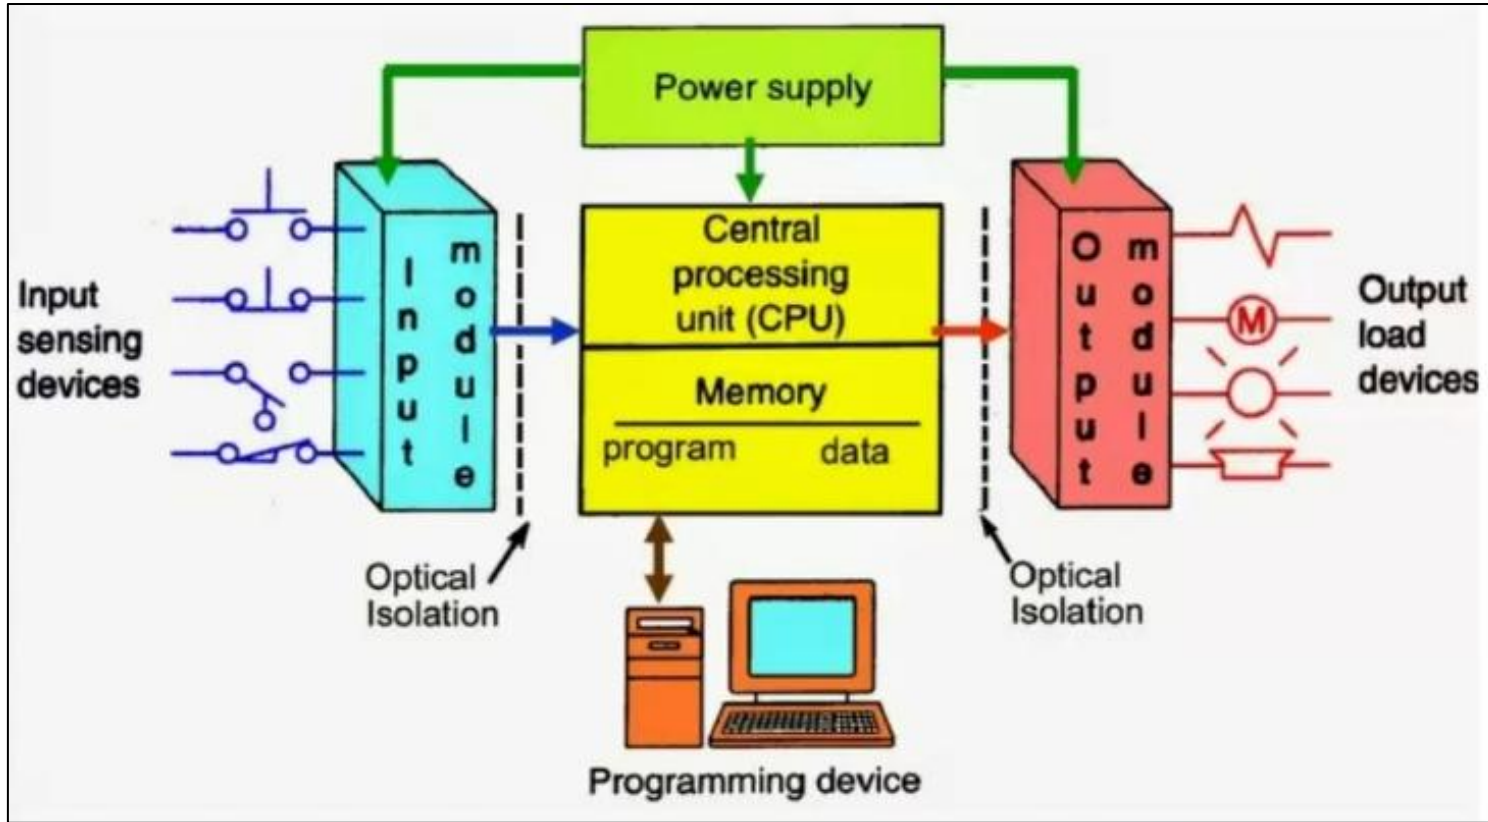 Power supply
Input
sensing
devices
Input
module
Central
processing
unit (CPU)
Memory
program data
Output
module
M
Output
load
devices
Optical
Isolation
Optical
Isolation
Programming device